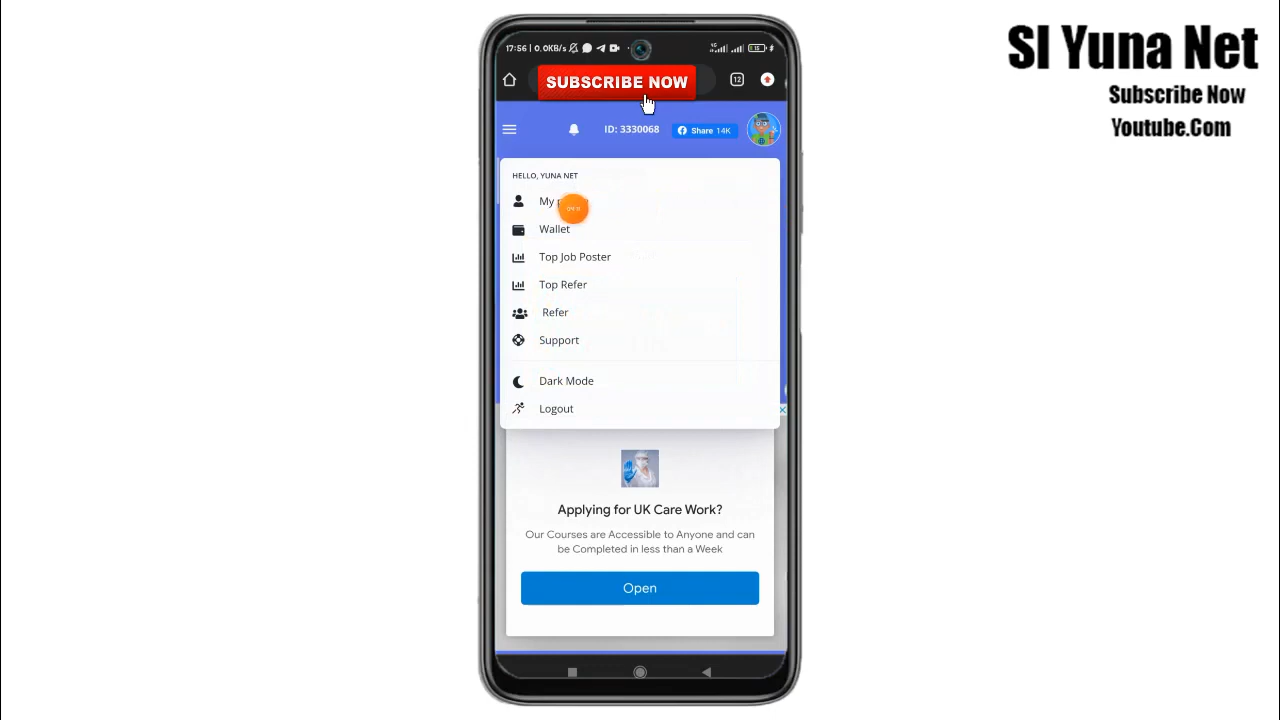 SI Yuna Net
Subscribe Now
Youtube.Com
17:56 | 0.0KB/s
SUBSCRIBE NOW
12
ID: 3330068
Share 14K
HELLO, YUNA NET
My
Wallet
Top Job Poster
Top Refer
Refer
Support
Dark Mode
Logout
Applying for UK Care Work?
Our Courses are Accessible to Anyone and can
be Completed in less than a Week
Open